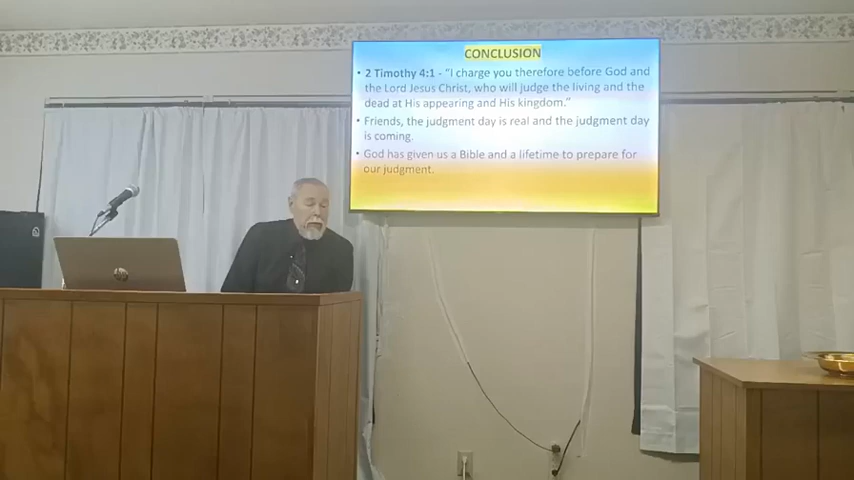 CONCLUSION
• 2 Timothy 4:1 - "I charge you therefore before God and
the Lord Jesus Christ, who will judge the living and the
dead at His appearing and His kingdom."
• Friends, the judgment day is real and the judgment day
is coming.
• God has given us a Bible and a lifetime to prepare for
our judgment.